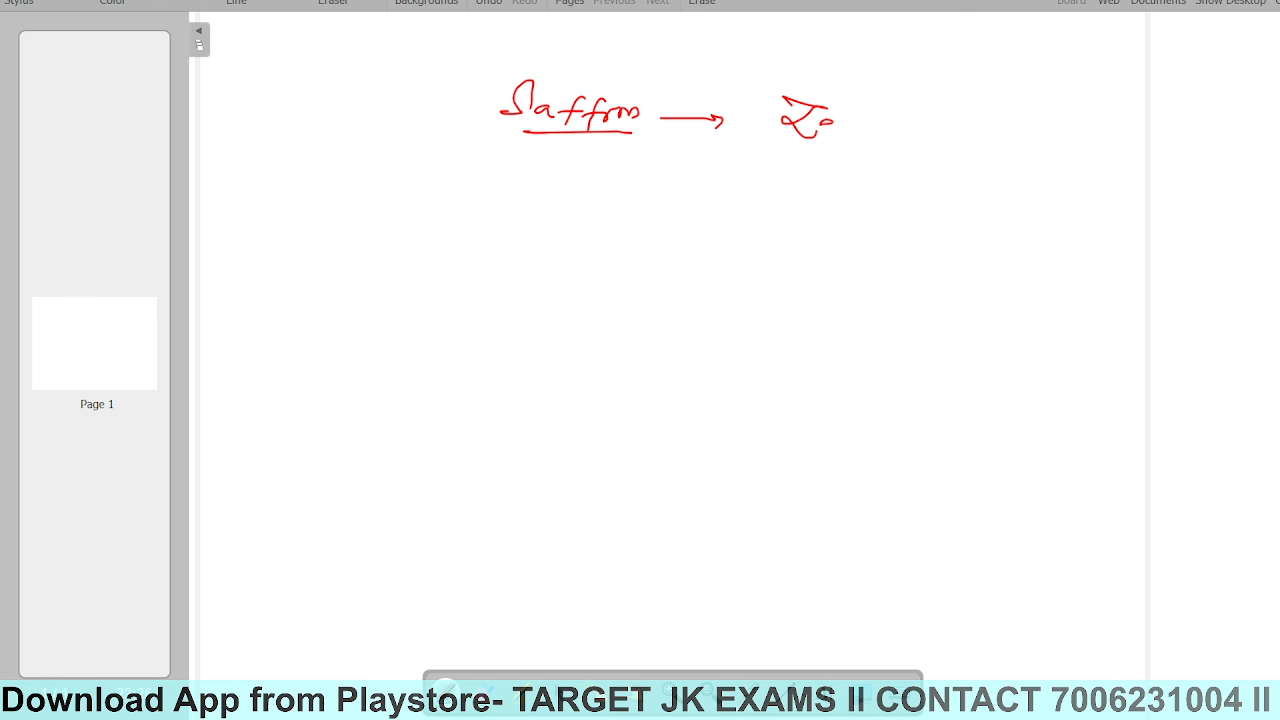 Stylus Color Line Eraser Backgrounds Undo Redo Pages Previous Next Erase Board Web Documents Show Desktop
Saffron → Za
Page 1
Download App from Playstore- TARGET JK EXAMS II CONTACT 7006231004 II